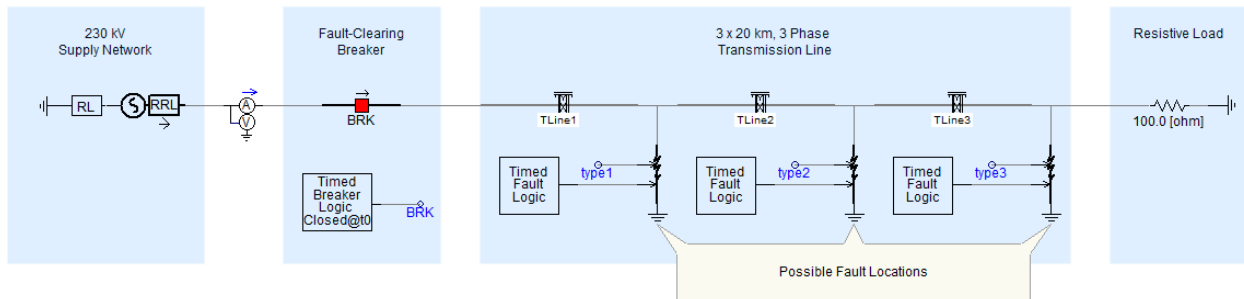 230 kV
Supply Network
Fault-Clearing
Breaker
3 x 20 km, 3 Phase
Transmission Line
Resistive Load
RL
RRL
A
V
BRK
TLine1
TLine2
TLine3
100.0 [ohm]
Timed
Breaker
Logic
Closed@t0
BRK
Timed
Fault
Logic
type1
Timed
Fault
Logic
type2
Timed
Fault
Logic
type3
Possible Fault Locations